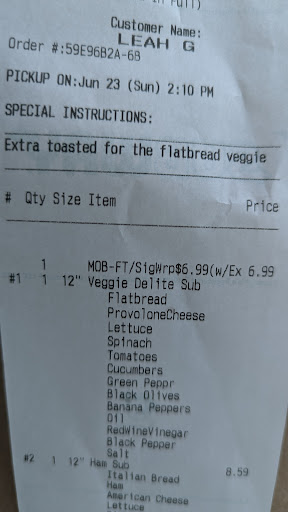 Full)
Customer Name:
LEAH G
Order #:59E96B2A-6B
PICKUP ON:Jun 23 (Sun) 2:10 PM
SPECIAL INSTRUCTIONS:
Extra toasted for the flatbread veggie
# Qty Size Item Price
1 MOB-FT/SigWrp$6.99(w/Ex 6.99
#1 1 12" Veggie Delite Sub
Flatbread
ProvoloneCheese
Lettuce
Spinach
Tomatoes
Cucumbers
Green Peppr
Black Olives
Banana Peppers
Oil
RedWineVinegar
Black Pepper
Salt
#2 1 12" Ham Sub 8.59
Italian Bread
Ham
American Cheese
Lettuce